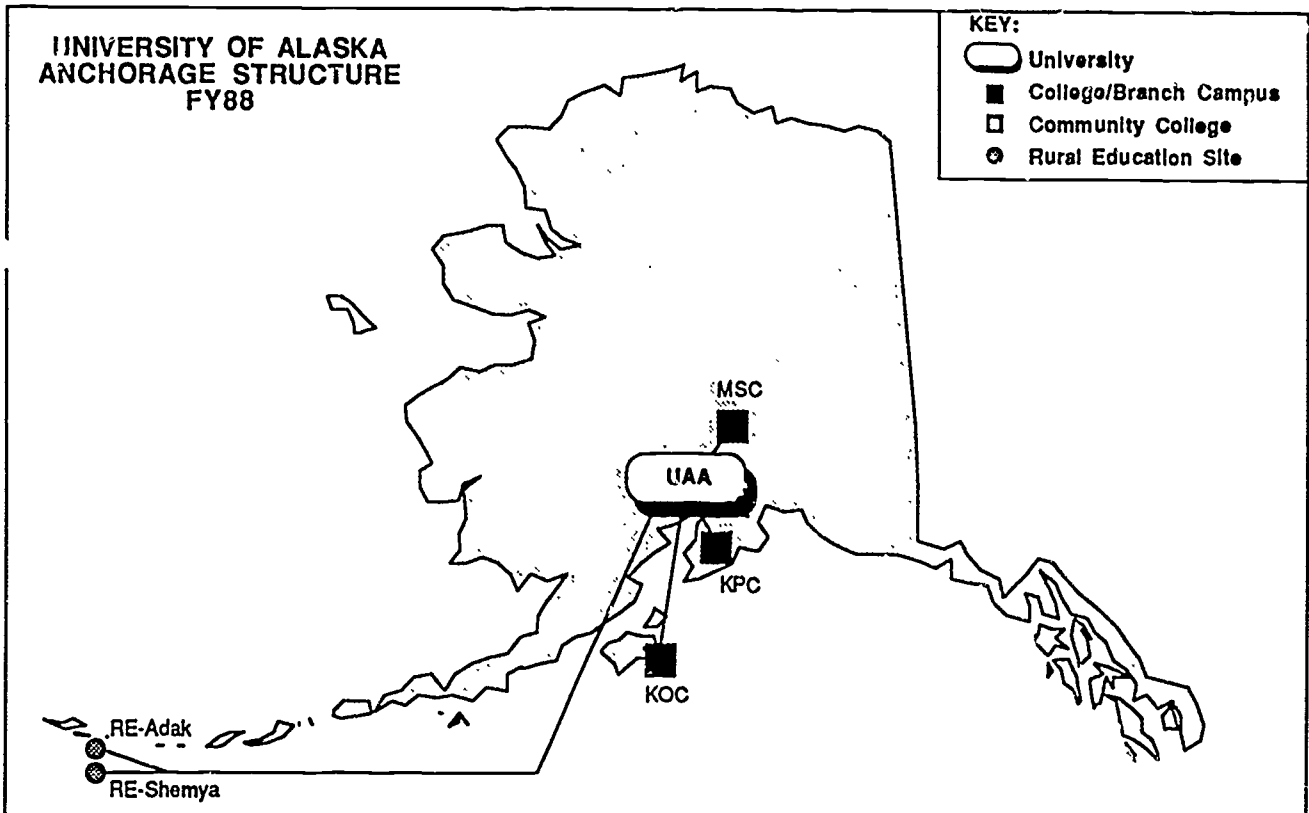 UNIVERSITY OF ALASKA
ANCHORAGE STRUCTURE
FY88
KEY:
University
College/Branch Campus
Community College
Rural Education Site
MSC
UAA
KPC
KOC
RE-Adak
RE-Shemya